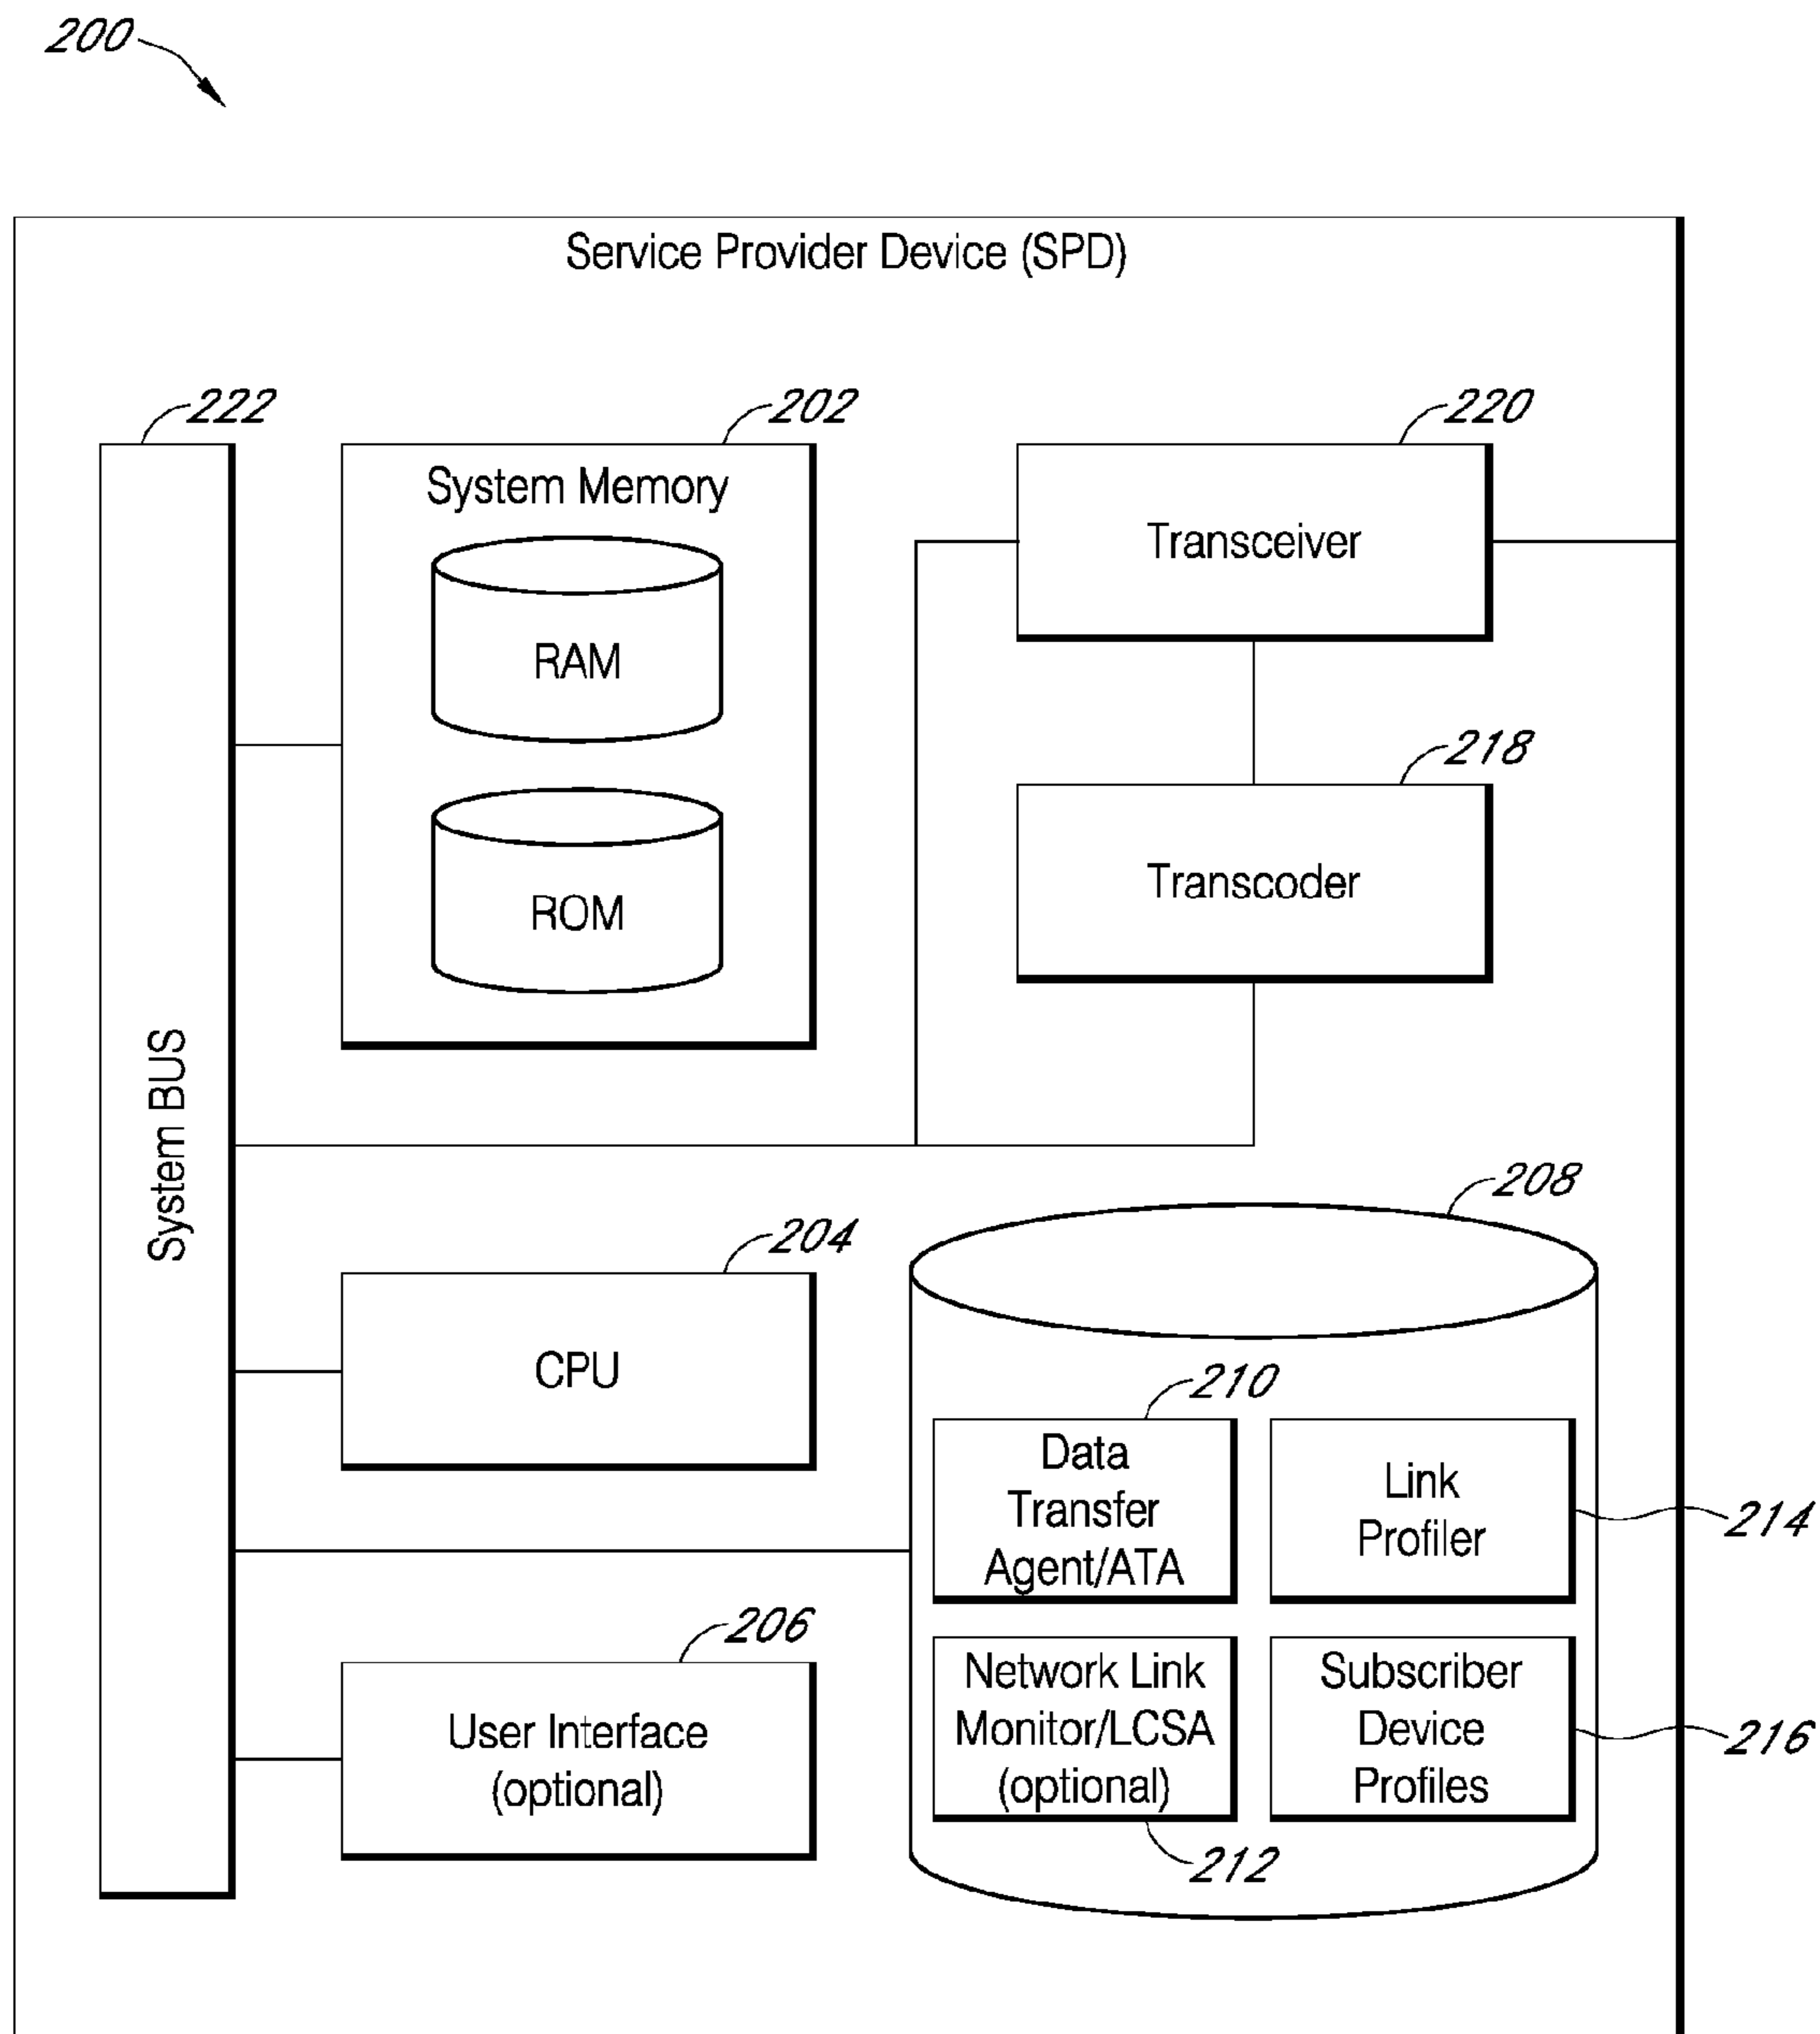 200
Service Provider Device (SPD)
222
202
220
System Memory
Transceiver
RAM
218
ROM
Transcoder
System BUS
208
204
CPU
210
Data
Transfer
Agent/ATA
Link
Profiler
214
206
User Interface
(optional)
Network Link
Monitor/LCSA
(optional)
Subscriber
Device
Profiles
216
212